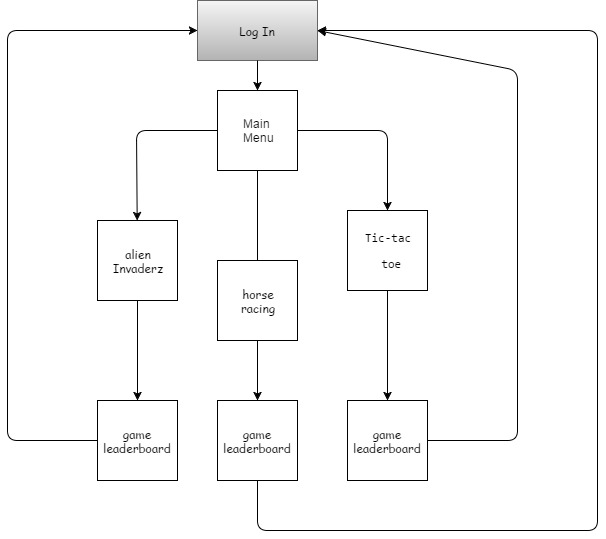 Log In
Main
Menu
alien
Invaderz
horse
racing
Tic-tac
toe
game
leaderboard
game
leaderboard
game
leaderboard